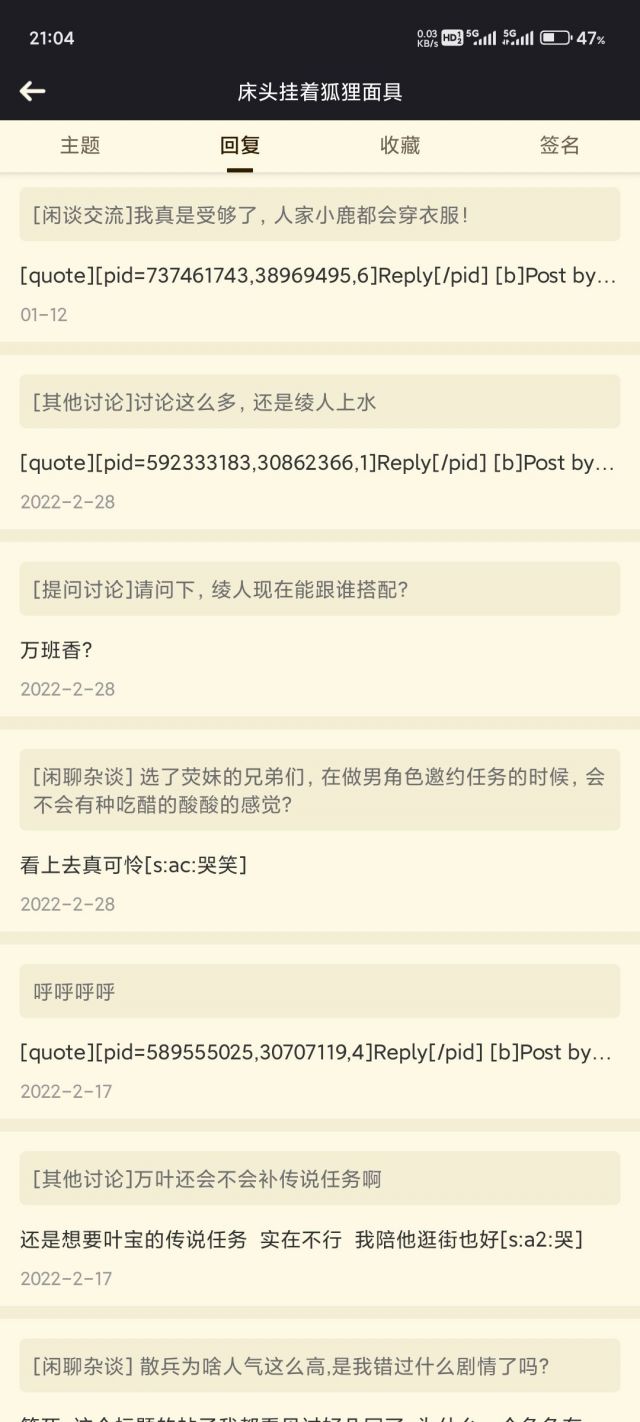 21:04
0.03
KB/s
HD
5G
5G
47%
床头挂着狐狸面具
主题
回复
收藏
签名
[闲谈交流]我真是受够了，人家小鹿都会穿衣服！
[quote][pid=737461743,38969495,6]Reply[/pid] [b]Post by…
01-12
[其他讨论]讨论这么多，还是绫人上水
[quote][pid=592333183,30862366,1]Reply[/pid] [b]Post by…
2022-2-28
[提问讨论]请问下，绫人现在能跟谁搭配?
万班香?
2022-2-28
[闲聊杂谈] 选了荧妹的兄弟们，在做男角色邀约任务的时候，会
不会有种吃醋的酸酸的感觉?
看上去真可怜[s:ac:哭笑]
2022-2-28
呼呼呼呼
[quote][pid=589555025,30707119,4]Reply[/pid] [b]Post by…
2022-2-17
[其他讨论]万叶还会不会补传说任务啊
还是想要叶宝的传说任务  实在不行  我陪他逛街也好[s:a2:哭]
2022-2-17
[闲聊杂谈] 散兵为啥人气这么高,是我错过什么剧情了吗?